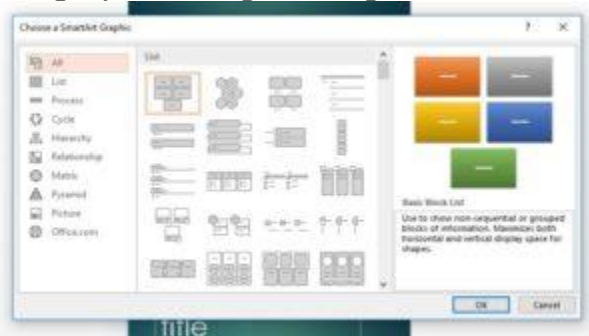 Choose a SmartArt Graphic
? ×
All
List
Process
Cycle
Hierarchy
Relationship
Matrix
Pyramid
Picture
Office.com
List
Basic Block List
Use to show non-sequential or grouped
blocks of information. Maximizes both
horizontal and vertical display space for
shapes.
OK
Cancel
title